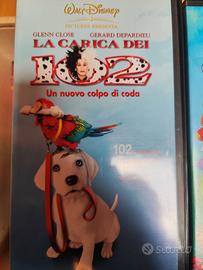 WALT DISNEY
PICTURES PRESENTA
GLENN CLOSE GERARD DEPARDIEU
LA CARICA DEI
102
Un nuovo colpo di coda
102
Subito.it